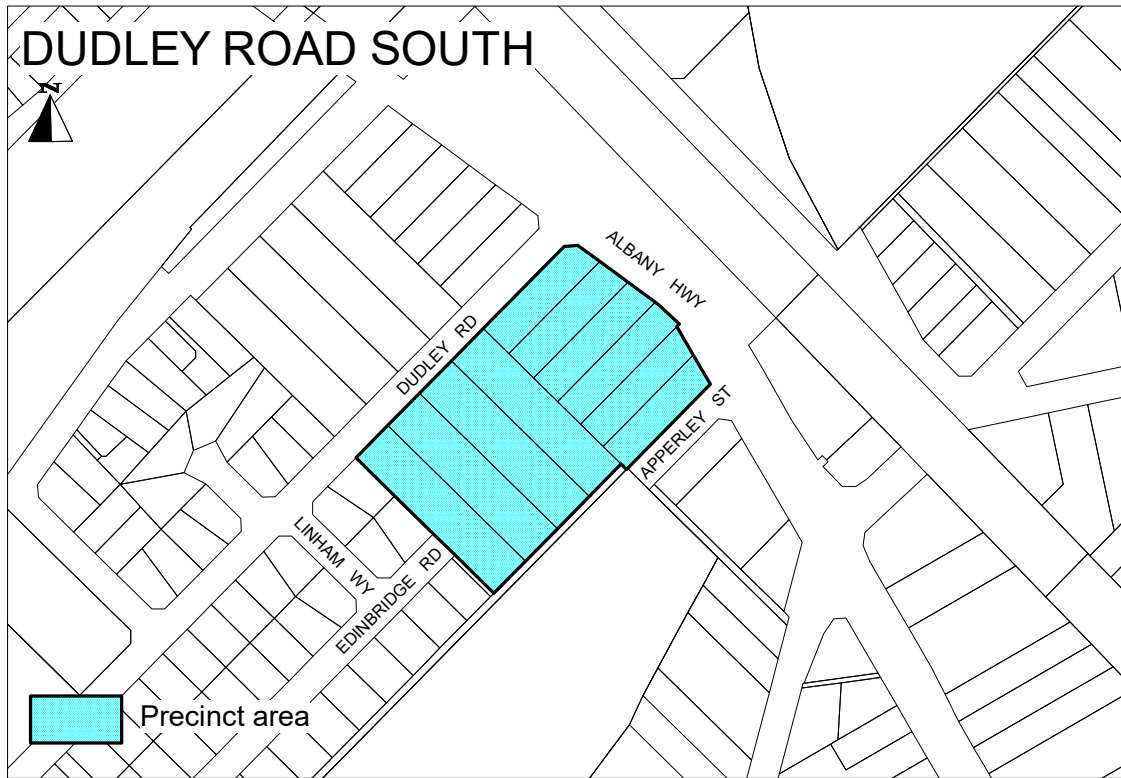 DUDLEY ROAD SOUTH
N
ALBANY HWY
DUDLEY RD
APPERLEY ST
LINHAM WY
EDINBRIDGE RD
Precinct area